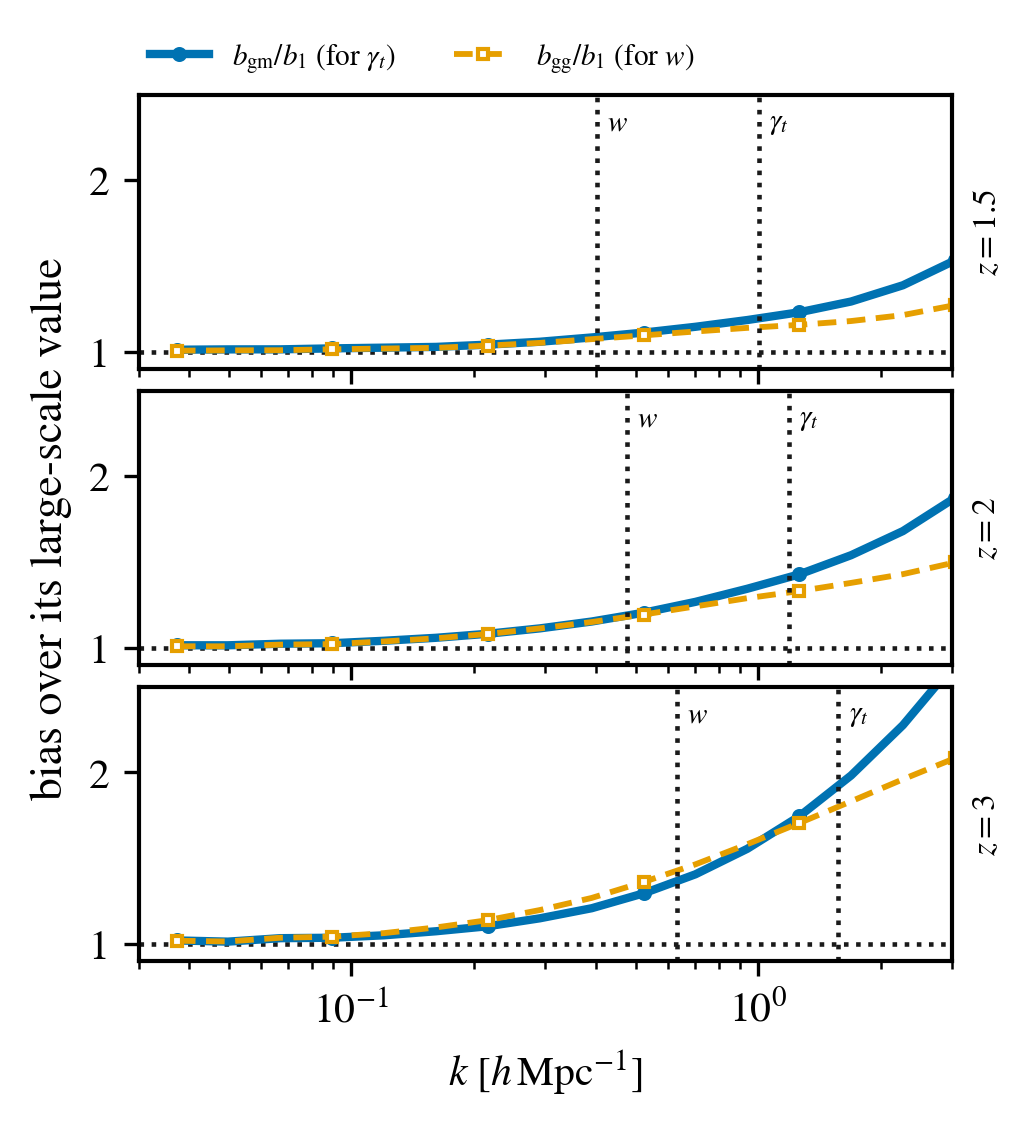 b_gm/b_1 (for γ_t) b_gg/b_1 (for w)
w γ_t
2
1
z = 1.5
w γ_t
2
1
z = 2
w γ_t
2
1
z = 3
bias over its large-scale value
10^−1 10^0
k [h Mpc^−1]